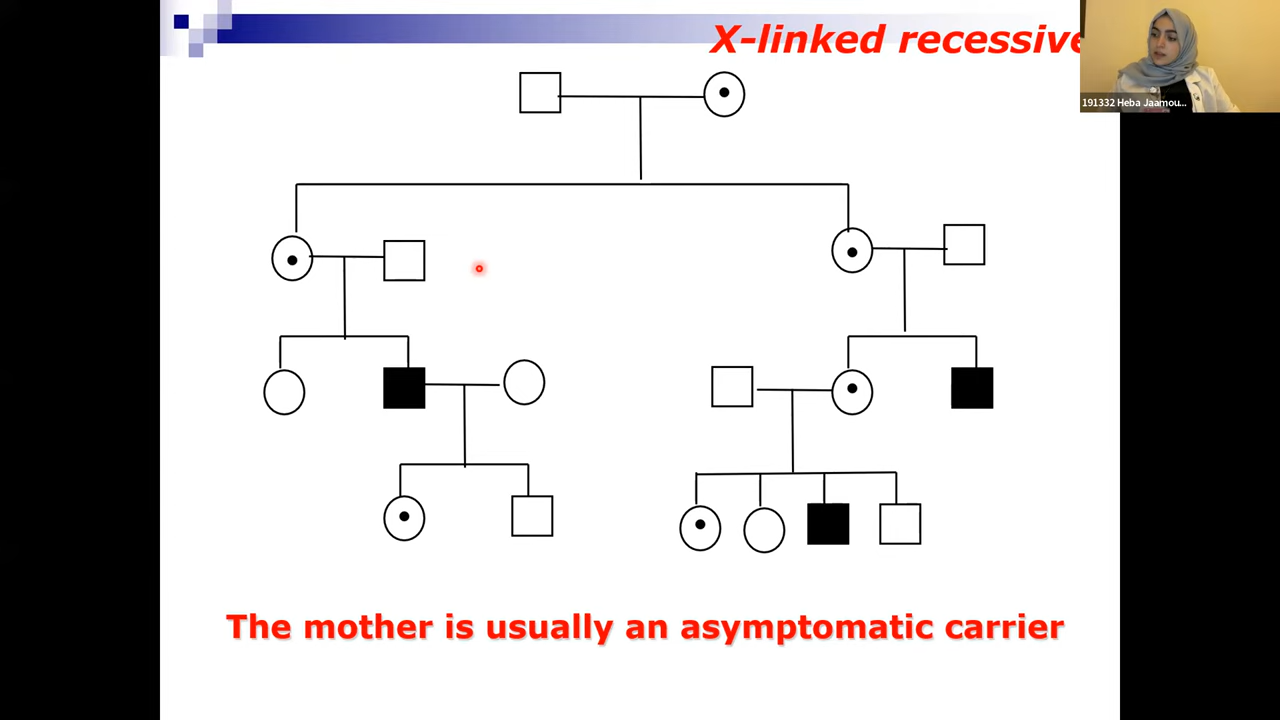 X-linked recessive
191332 Heba Jaamou...
The mother is usually an asymptomatic carrier